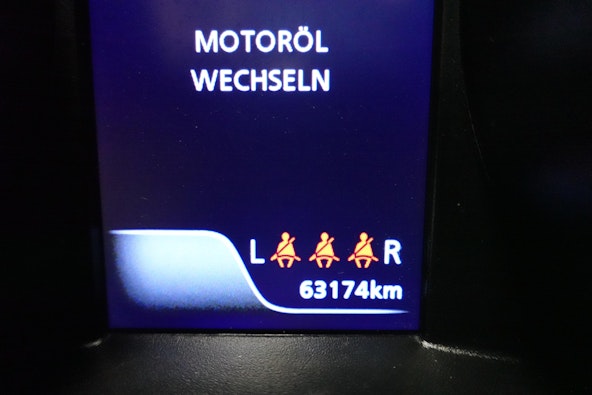 MOTORÖL
WECHSELN
L R
63174km